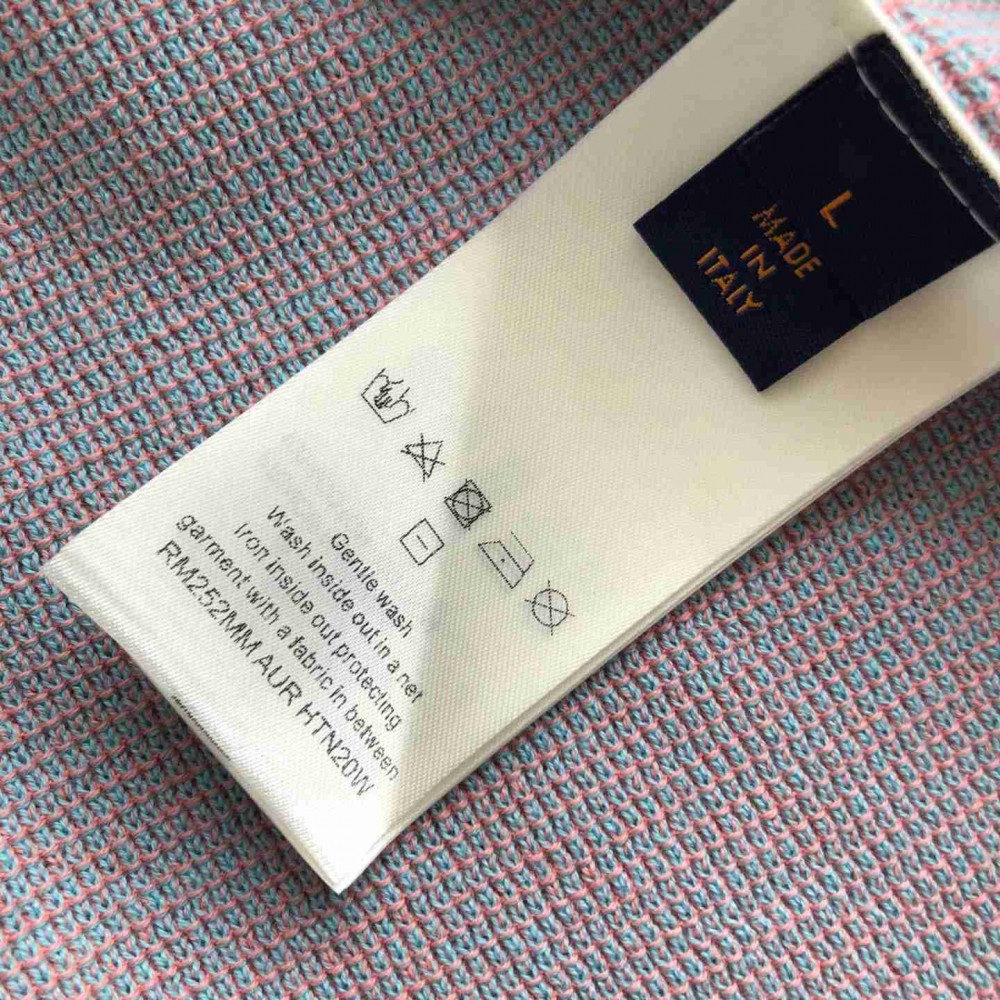 L
MADE
IN
ITALY
Gentle wash
Wash inside out in a net
Iron inside out protecting
garment with a fabric in between
RM252MM AUR HTN20W